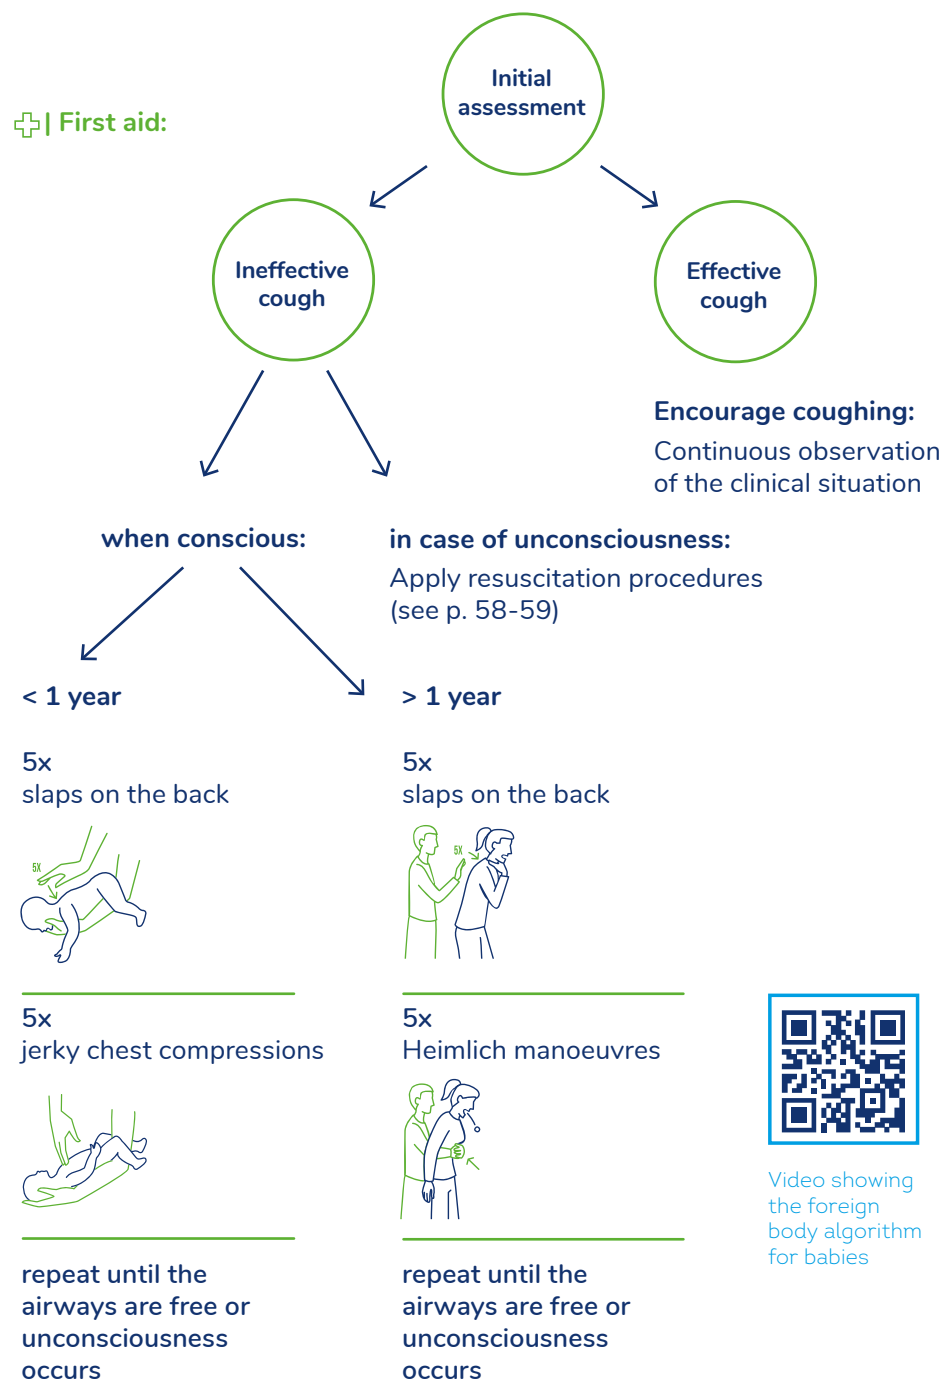 Initial
assessment
| First aid:
Ineffective
cough
Effective
cough
Encourage coughing:
Continuous observation
of the clinical situation
when conscious:
in case of unconsciousness:
Apply resuscitation procedures
(see p. 58-59)
< 1 year
5x
slaps on the back
5X
5x
jerky chest compressions
repeat until the
airways are free or
unconsciousness
occurs
> 1 year
5x
slaps on the back
5X
5x
Heimlich manoeuvres
repeat until the
airways are free or
unconsciousness
occurs
Video showing
the foreign
body algorithm
for babies